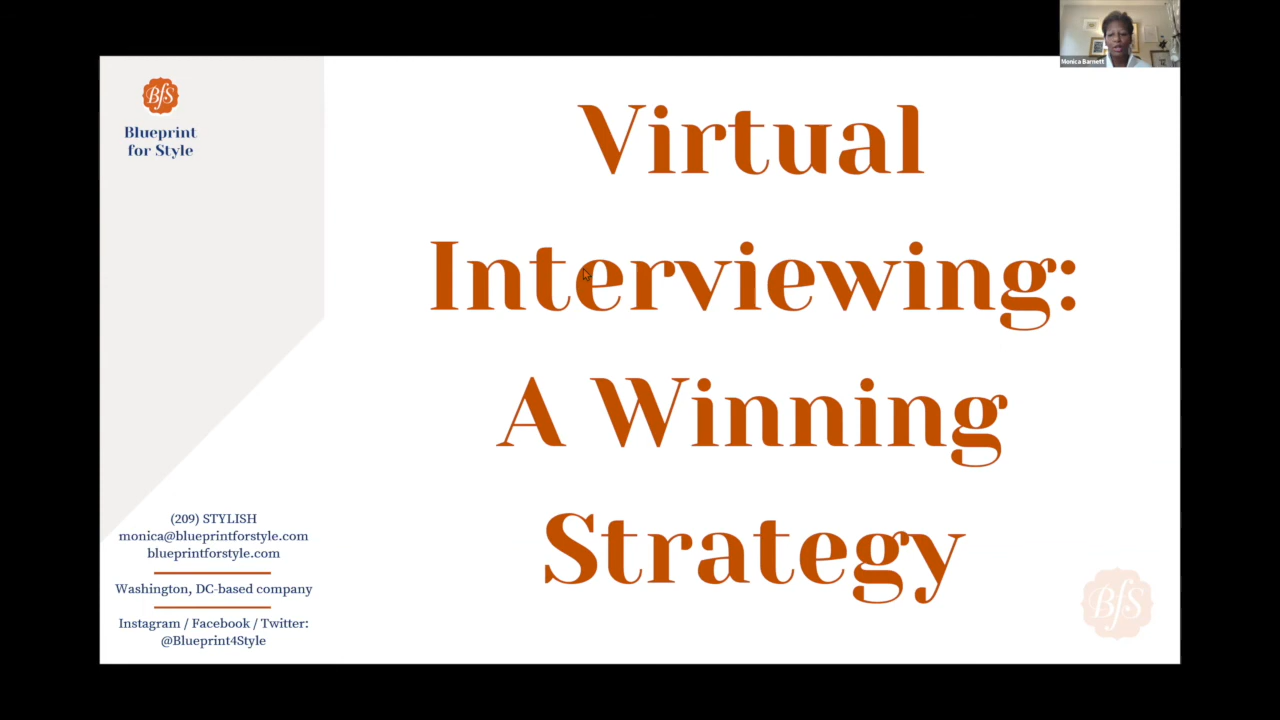 Monica Barnett
BfS
Blueprint
for Style
Virtual
Interviewing:
A Winning
Strategy
(209) STYLISH
monica@blueprintforstyle.com
blueprintforstyle.com
Washington, DC-based company
Instagram / Facebook / Twitter:
@Blueprint4Style
BfS